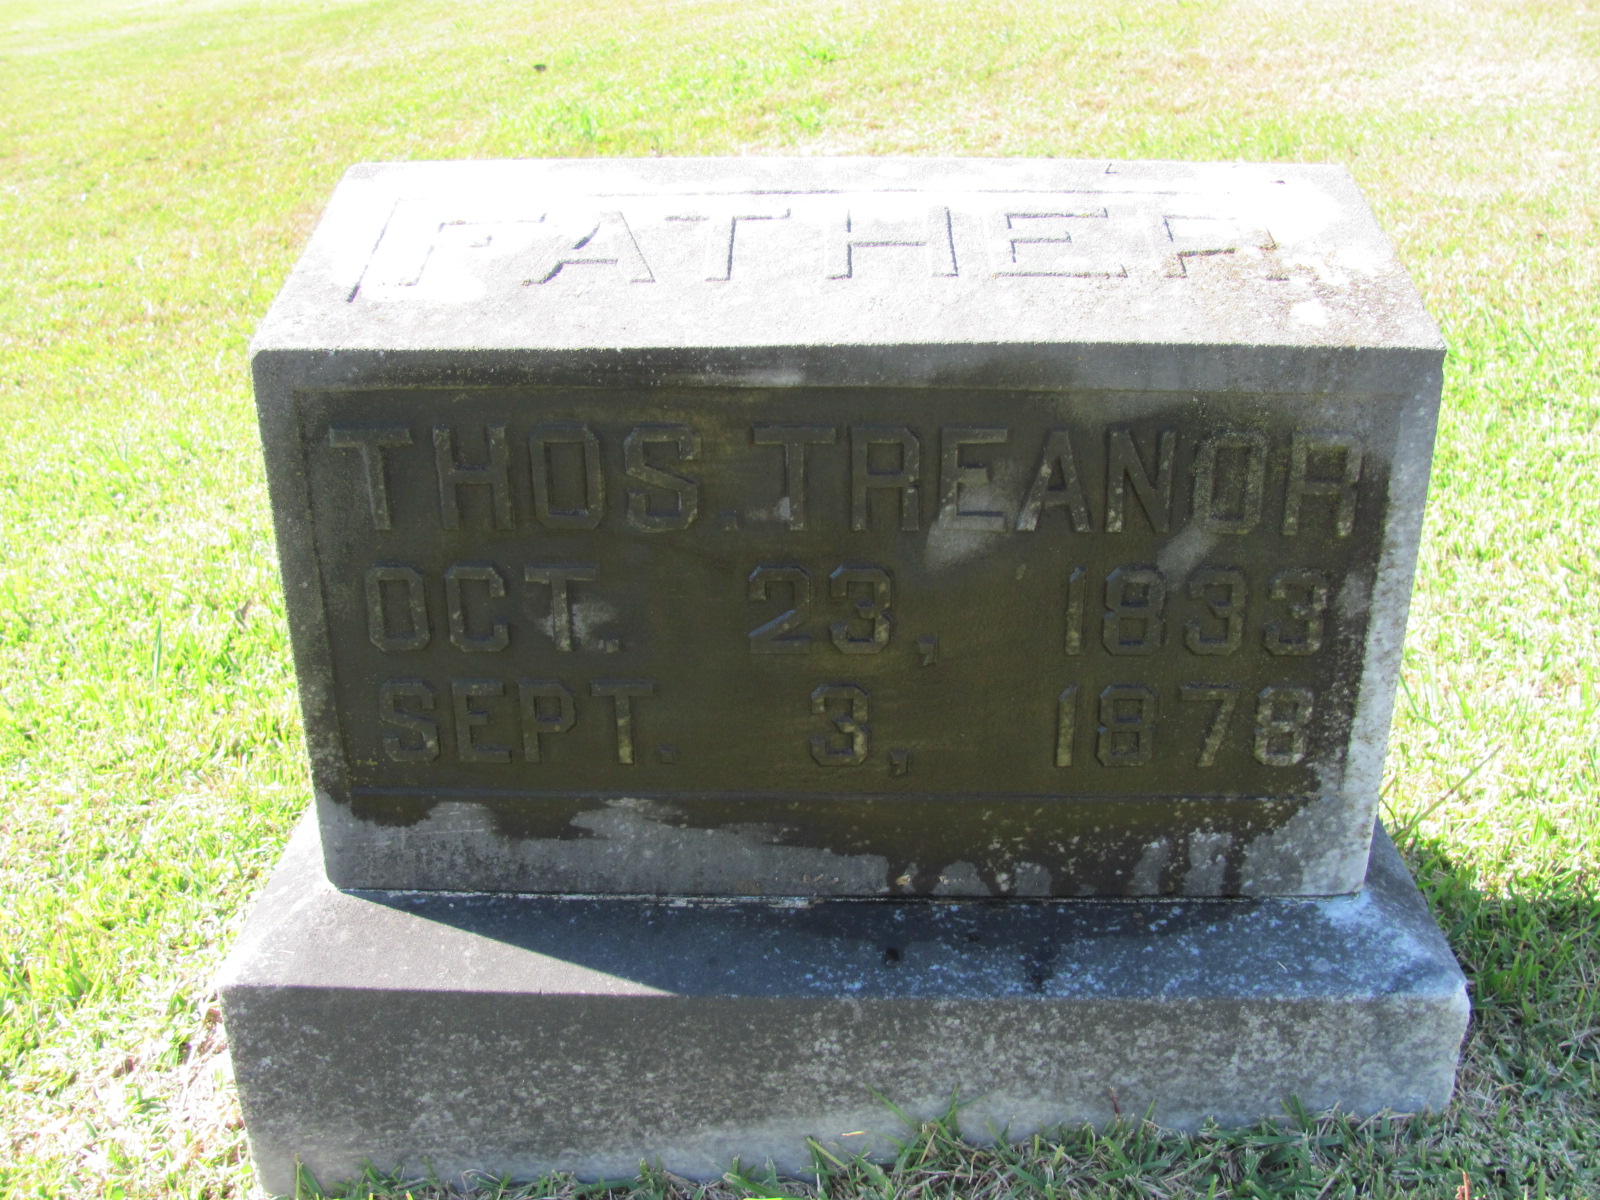 FATHER
THOS. TREANOR
OCT. 23, 1833
SEPT. 3, 1878